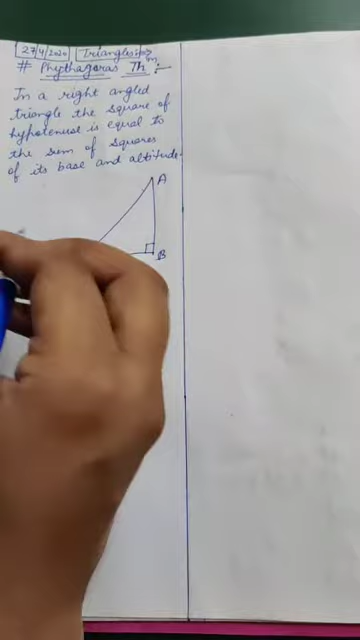 27/4/2020 Triangles
# Phythagoras Thm :-
In a right angled
triangle the square of
hypotenuse is equal to
the sum of squares
of its base and altitude.
A
B